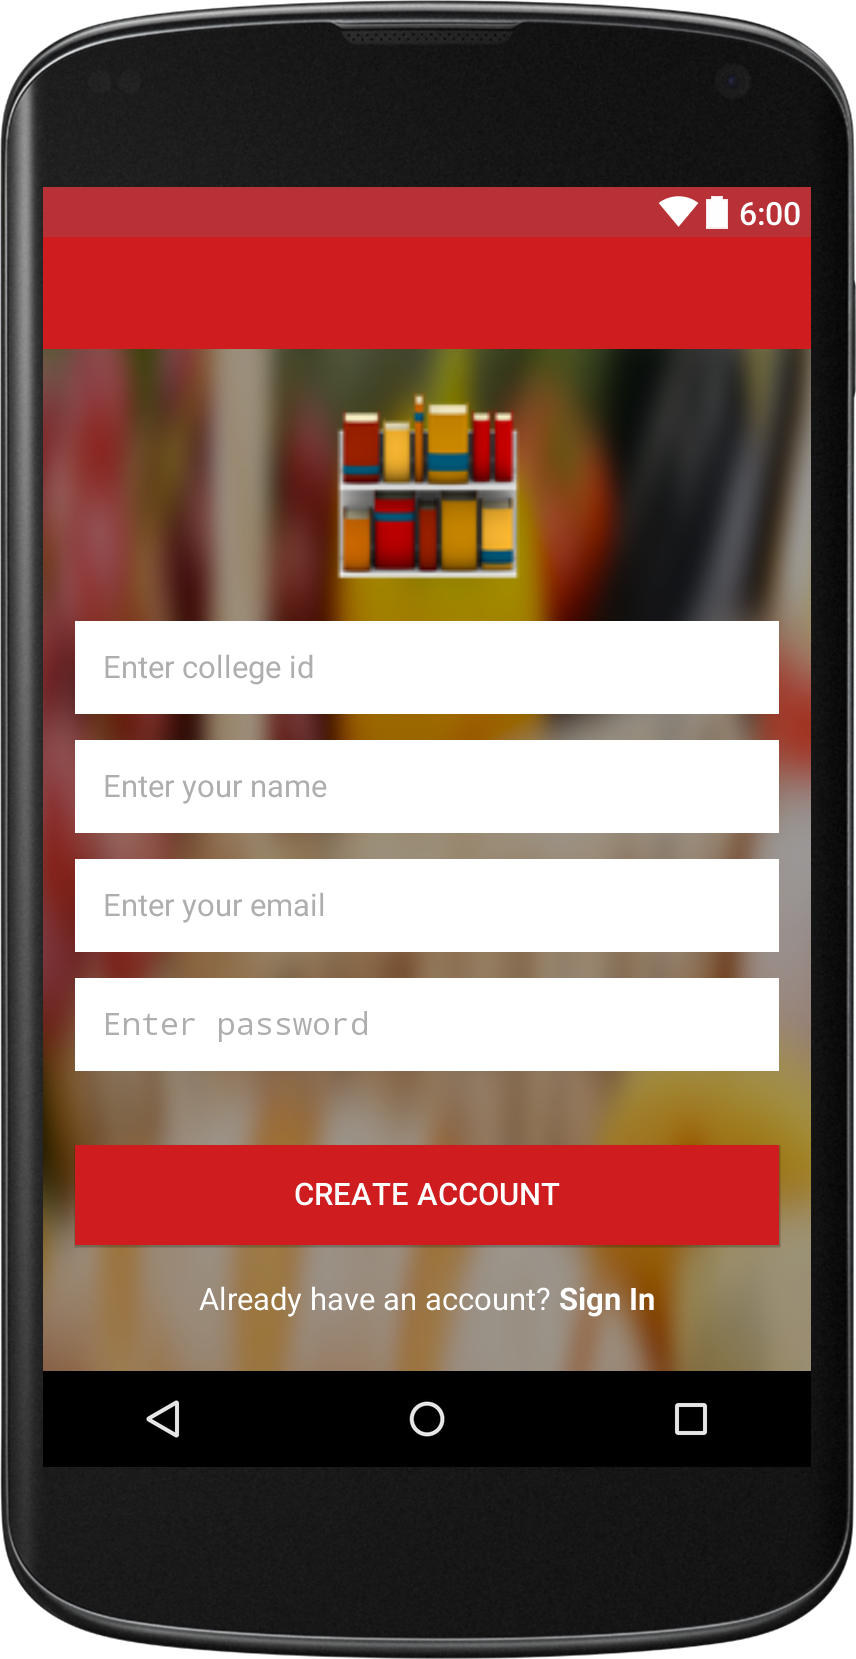 6:00
Enter college id
Enter your name
Enter your email
Enter password
CREATE ACCOUNT
Already have an account? Sign In